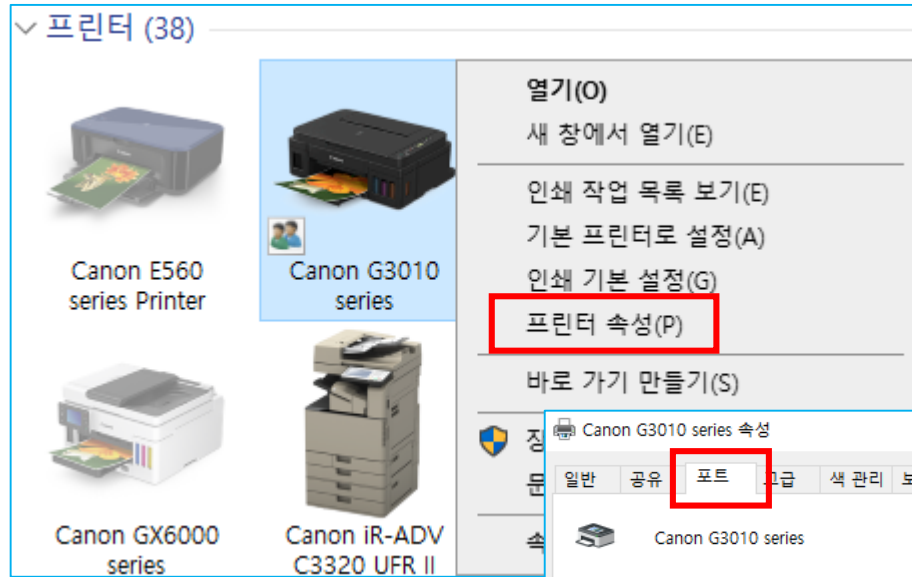 프린터 (38)
Canon E560
series Printer
Canon G3010
series
Canon GX6000
series
Canon iR-ADV
C3320 UFR II
열기(O)
새 창에서 열기(E)
인쇄 작업 목록 보기(E)
기본 프린터로 설정(A)
인쇄 기본 설정(G)
프린터 속성(P)
바로 가기 만들기(S)
Canon G3010 series 속성
일반 공유 포트 고급 색 관리
Canon G3010 series